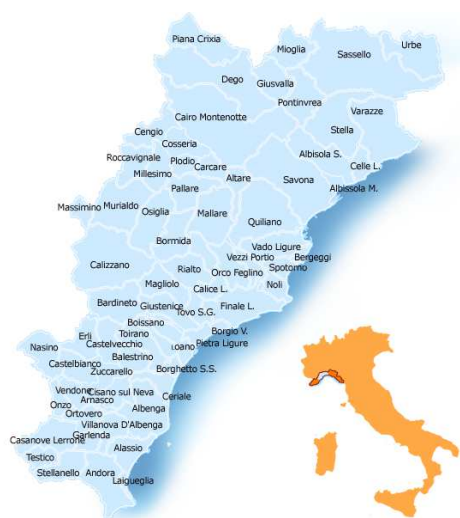 Piana Crixia
Mioglia
Urbe
Sassello
Dego
Giusvalla
Pontinvrea
Varazze
Cairo Montenotte
Stella
Cengio
Cosseria
Albisola S.
Roccavignale
Plodio
Carcare
Celle L.
Millesimo
Altare
Savona
Pallare
Albissola M.
Massimino
Murialdo
Osiglia
Mallare
Quiliano
Bormida
Vado Ligure
Vezzi Portio
Bergeggi
Calizzano
Rialto
Orco Feglino
Spotorno
Magliolo
Calice L.
Noli
Bardineto
Giustenice
Tovo S.G.
Finale L.
Boissano
Erli
Toirano
Borgio V.
Nasino
Castelvecchio
Loano
Pietra Ligure
Balestrino
Castelbianco
Zuccarello
Borghetto S.S.
Vendone
Cisano sul Neva
Arnasco
Ceriale
Onzo
Albenga
Ortovero
Villanova D'Albenga
Garlenda
Casanove Lerrone
Alassio
Testico
Stellanello
Andora
Laigueglia